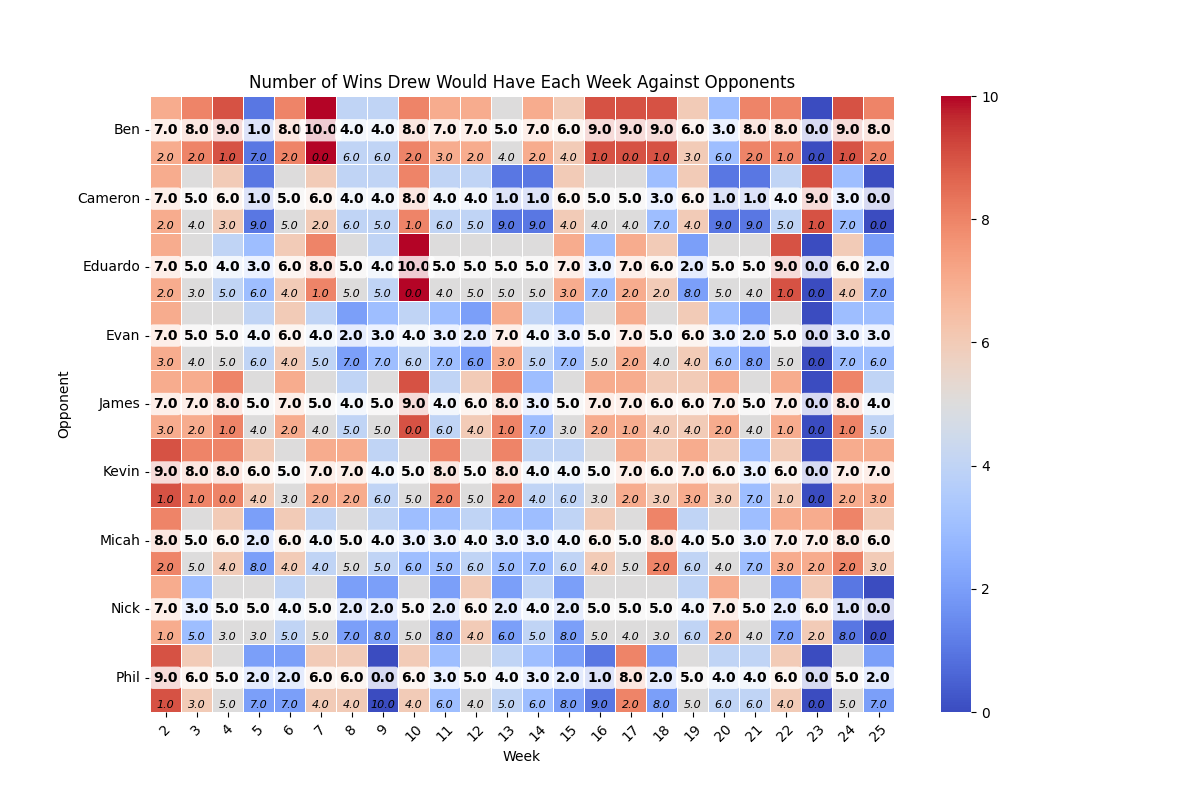 Number of Wins Drew Would Have Each Week Against Opponents
10
Ben 7.0 8.0 9.0 1.0 8.0 10.0 4.0 4.0 8.0 7.0 7.0 5.0 7.0 6.0 9.0 9.0 9.0 6.0 3.0 8.0 8.0 0.0 9.0 8.0
2.0 2.0 1.0 7.0 2.0 0.0 6.0 6.0 2.0 3.0 2.0 4.0 2.0 4.0 1.0 0.0 1.0 3.0 6.0 2.0 1.0 0.0 1.0 2.0
Cameron 7.0 5.0 6.0 1.0 5.0 6.0 4.0 4.0 8.0 4.0 4.0 1.0 1.0 6.0 5.0 5.0 3.0 6.0 1.0 1.0 4.0 9.0 3.0 0.0
8
2.0 4.0 3.0 9.0 5.0 2.0 6.0 5.0 1.0 6.0 5.0 9.0 9.0 4.0 4.0 4.0 7.0 4.0 9.0 9.0 5.0 1.0 7.0 0.0
Eduardo 7.0 5.0 4.0 3.0 6.0 8.0 5.0 4.0 10.0 5.0 5.0 5.0 5.0 7.0 3.0 7.0 6.0 2.0 5.0 5.0 9.0 0.0 6.0 2.0
2.0 3.0 5.0 6.0 4.0 1.0 5.0 5.0 0.0 4.0 5.0 5.0 5.0 3.0 7.0 2.0 2.0 8.0 5.0 4.0 1.0 0.0 4.0 7.0
Evan 7.0 5.0 5.0 4.0 6.0 4.0 2.0 3.0 4.0 3.0 2.0 7.0 4.0 3.0 5.0 7.0 5.0 6.0 3.0 2.0 5.0 0.0 3.0 3.0
6
3.0 4.0 5.0 6.0 4.0 5.0 7.0 7.0 6.0 7.0 6.0 3.0 5.0 7.0 5.0 2.0 4.0 4.0 6.0 8.0 5.0 0.0 7.0 6.0
Opponent
James 7.0 7.0 8.0 5.0 7.0 5.0 4.0 5.0 9.0 4.0 6.0 8.0 3.0 5.0 7.0 7.0 6.0 6.0 7.0 5.0 7.0 0.0 8.0 4.0
3.0 2.0 1.0 4.0 2.0 4.0 5.0 5.0 0.0 6.0 4.0 1.0 7.0 3.0 2.0 1.0 4.0 4.0 2.0 4.0 1.0 0.0 1.0 5.0
4
Kevin 9.0 8.0 8.0 6.0 5.0 7.0 7.0 4.0 5.0 8.0 5.0 8.0 4.0 4.0 5.0 7.0 6.0 7.0 6.0 3.0 6.0 0.0 7.0 7.0
1.0 1.0 0.0 4.0 3.0 2.0 2.0 6.0 5.0 2.0 5.0 2.0 4.0 6.0 3.0 2.0 3.0 3.0 3.0 7.0 1.0 0.0 2.0 3.0
Micah 8.0 5.0 6.0 2.0 6.0 4.0 5.0 4.0 3.0 3.0 4.0 3.0 3.0 4.0 6.0 5.0 8.0 4.0 5.0 3.0 7.0 7.0 8.0 6.0
2.0 5.0 4.0 8.0 4.0 4.0 5.0 5.0 6.0 5.0 6.0 5.0 7.0 6.0 4.0 5.0 2.0 6.0 4.0 7.0 3.0 2.0 2.0 3.0
2
Nick 7.0 3.0 5.0 5.0 4.0 5.0 2.0 2.0 5.0 2.0 6.0 2.0 4.0 2.0 5.0 5.0 5.0 4.0 7.0 5.0 2.0 6.0 1.0 0.0
1.0 5.0 3.0 3.0 5.0 5.0 7.0 8.0 5.0 8.0 4.0 6.0 5.0 8.0 5.0 4.0 3.0 6.0 2.0 4.0 7.0 2.0 8.0 0.0
Phil 9.0 6.0 5.0 2.0 2.0 6.0 6.0 0.0 6.0 3.0 5.0 4.0 3.0 2.0 1.0 8.0 2.0 5.0 4.0 4.0 6.0 0.0 5.0 2.0
1.0 3.0 5.0 7.0 7.0 4.0 4.0 10.0 4.0 6.0 4.0 5.0 6.0 8.0 9.0 2.0 8.0 5.0 6.0 6.0 4.0 0.0 5.0 7.0
0
2 3 4 5 6 7 8 9 10 11 12 13 14 15 16 17 18 19 20 21 22 23 24 25
Week